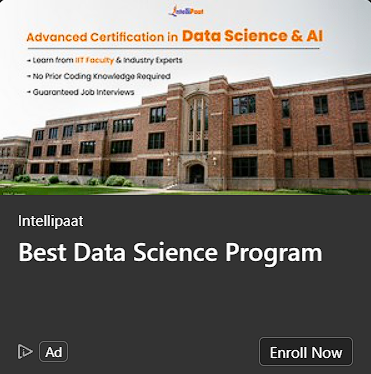 IntelliPaat
Advanced Certification in Data Science & AI
→ Learn from IIT Faculty & Industry Experts
→ No Prior Coding Knowledge Required
→ Guaranteed Job Interviews
Intellipaat
Best Data Science Program
Ad
Enroll Now